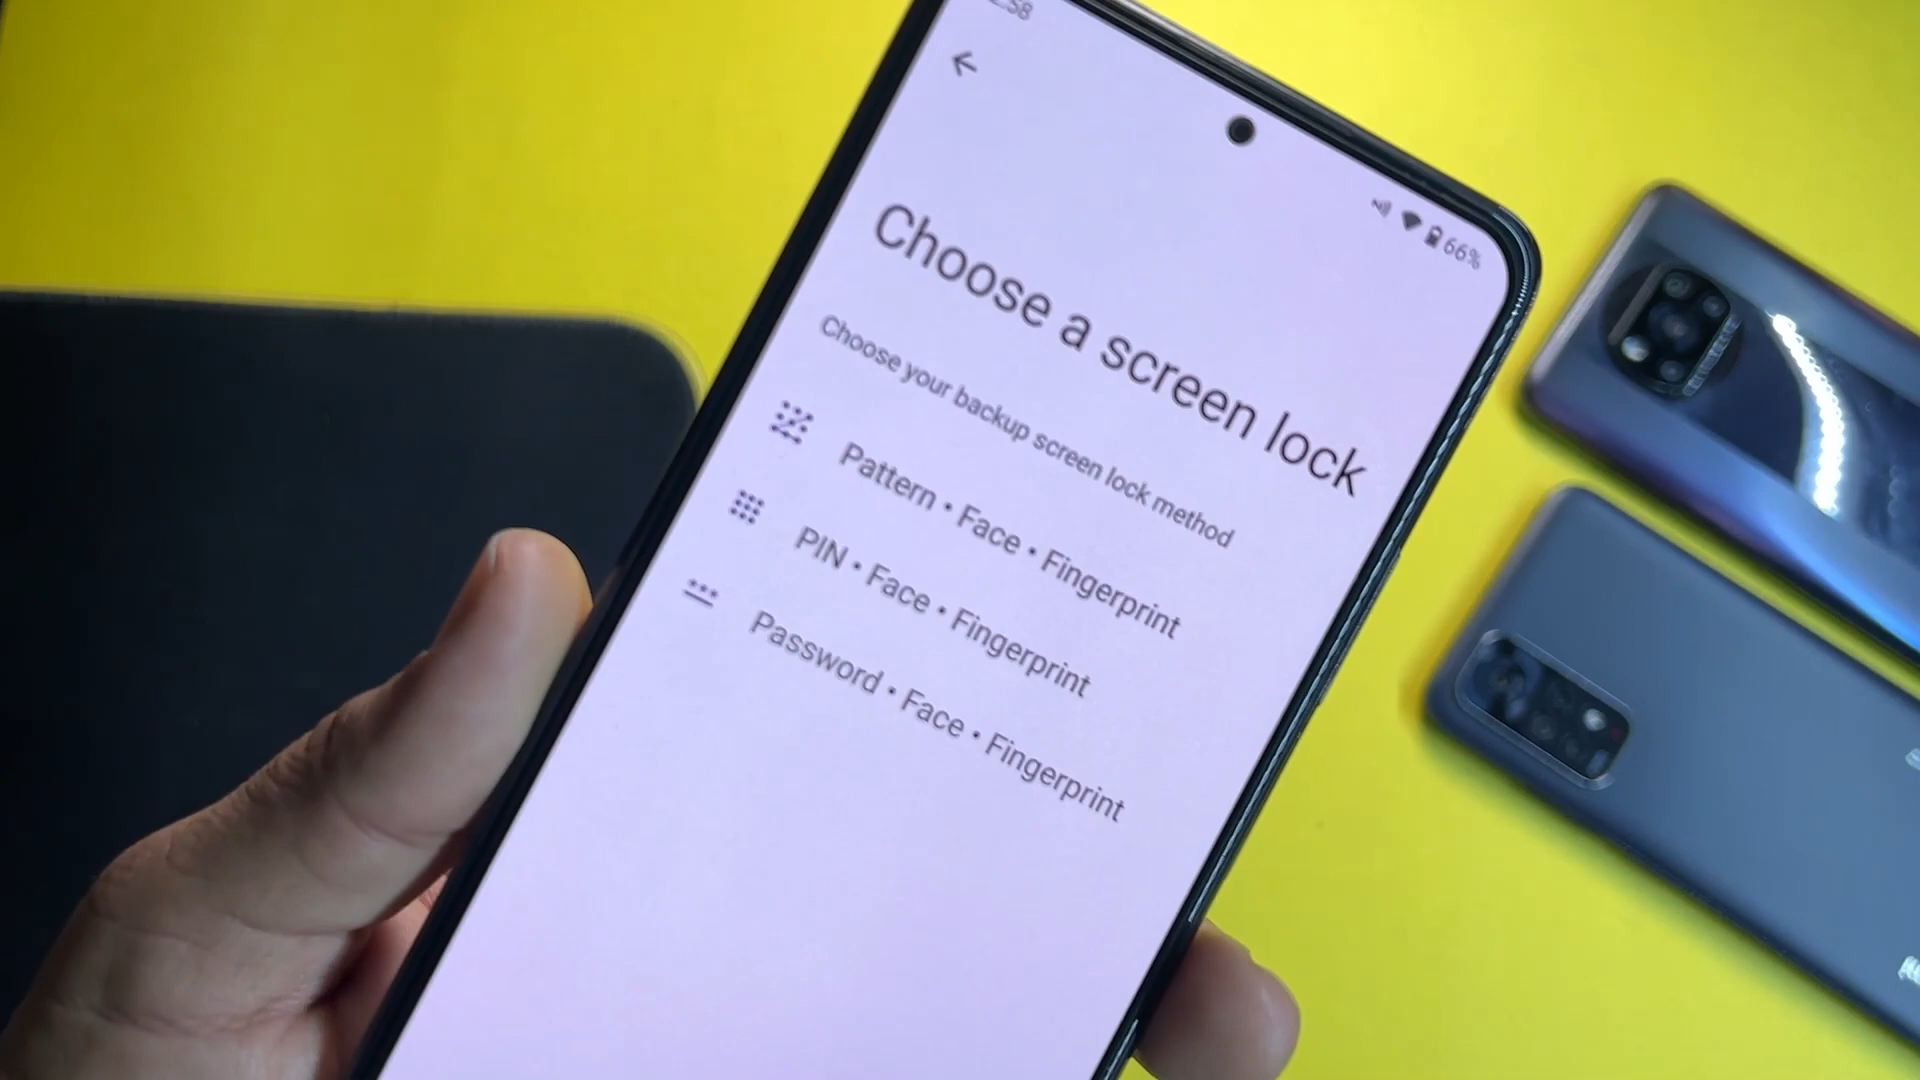 :58
66%
Choose a screen lock
Choose your backup screen lock method
Pattern • Face • Fingerprint
PIN • Face • Fingerprint
Password • Face • Fingerprint